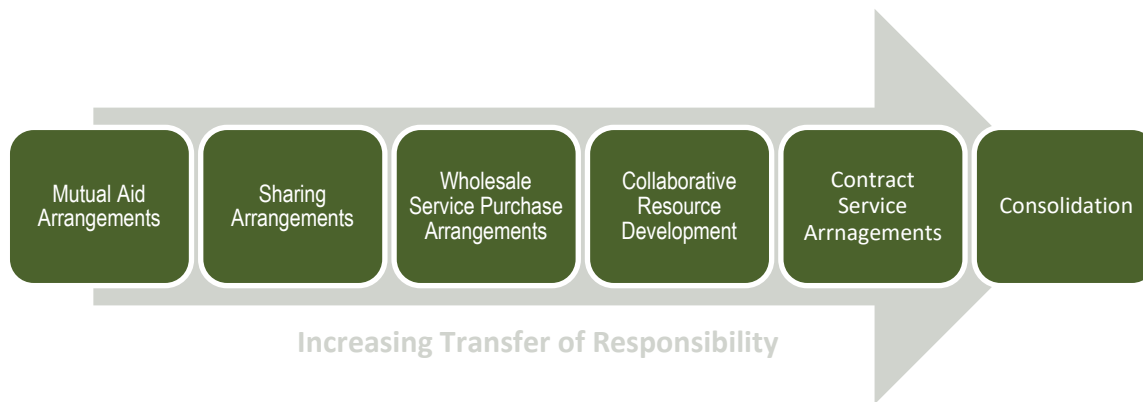 Mutual Aid
Arrangements
Sharing
Arrangements
Wholesale
Service Purchase
Arrangements
Collaborative
Resource
Development
Contract
Service
Arrnagements
Consolidation
Increasing Transfer of Responsibility